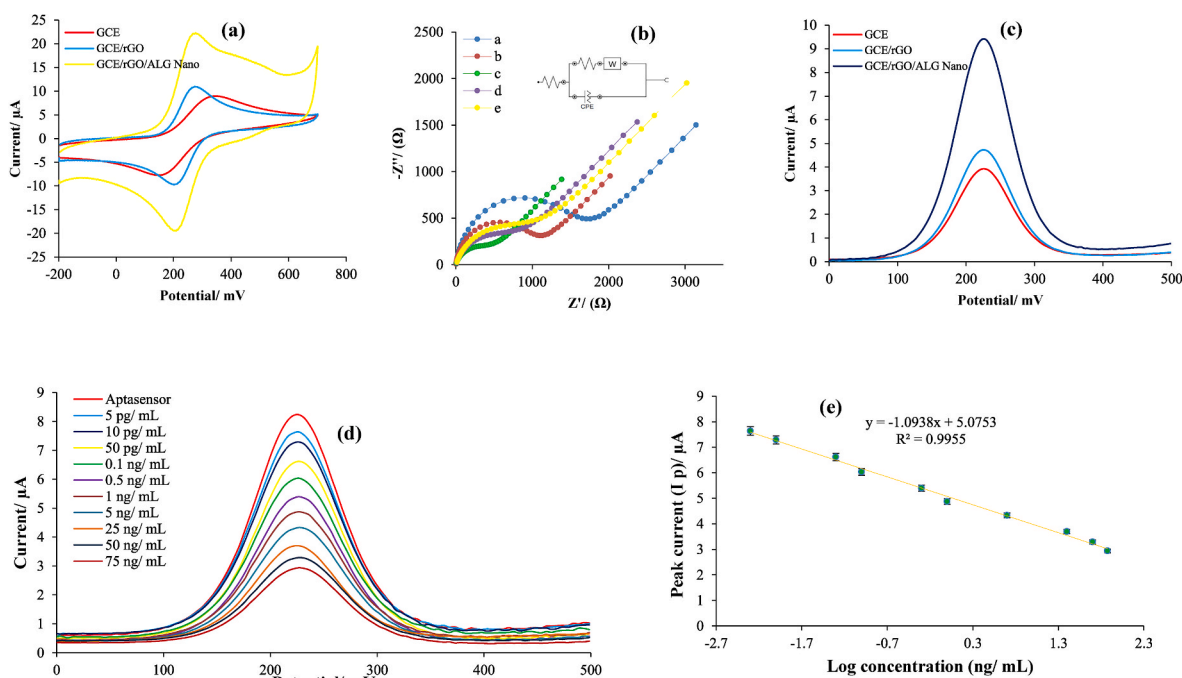 (a)
GCE
GCE/rGO
GCE/rGO/ALG Nano
25
20
15
10
5
0
-5
-10
-15
-20
-25
Current/ µA
-200
0
200
400
600
800
Potential/ mV
(b)
a
b
c
d
e
W
CPE
2500
2000
1500
1000
500
0
-Z''/ (Ω)
0
1000
2000
3000
Z'/ (Ω)
(c)
GCE
GCE/rGO
GCE/rGO/ALG Nano
10
9
8
7
6
5
4
3
2
1
0
Current/ µA
0
100
200
300
400
500
Potential/ mV
(d)
Aptasensor
5 pg/ mL
10 pg/ mL
50 pg/ mL
0.1 ng/ mL
0.5 ng/ mL
1 ng/ mL
5 ng/ mL
25 ng/ mL
50 ng/ mL
75 ng/ mL
9
8
7
6
5
4
3
2
1
0
Current/ µA
0
100
200
300
400
500
(e)
y = -1.0938x + 5.0753
R² = 0.9955
9
8
7
6
5
4
3
2
1
0
Peak current (I p)/ µA
-2.7
-1.7
-0.7
0.3
1.3
2.3
Log concentration (ng/ mL)